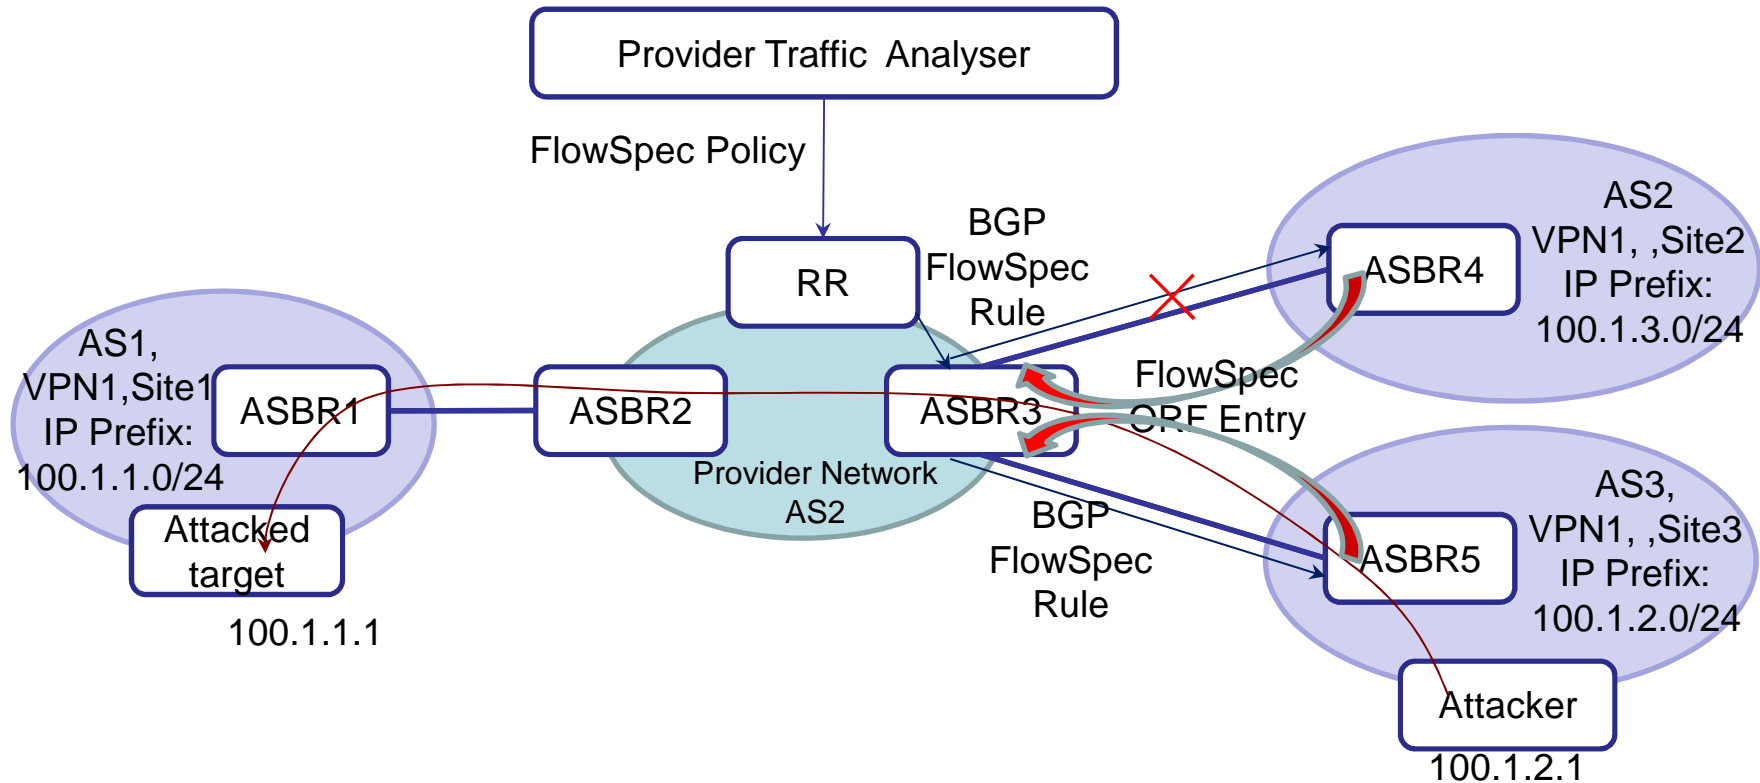 Provider Traffic Analyser
FlowSpec Policy
RR
BGP
FlowSpec
Rule
AS2
VPN1, ,Site2
IP Prefix:
100.1.3.0/24
ASBR4
AS1,
VPN1,Site1
IP Prefix:
100.1.1.0/24
ASBR1
ASBR2
ASBR3
FlowSpec
ORF Entry
Provider Network
AS2
Attacked
target
100.1.1.1
BGP
FlowSpec
Rule
ASBR5
AS3,
VPN1, ,Site3
IP Prefix:
100.1.2.0/24
Attacker
100.1.2.1